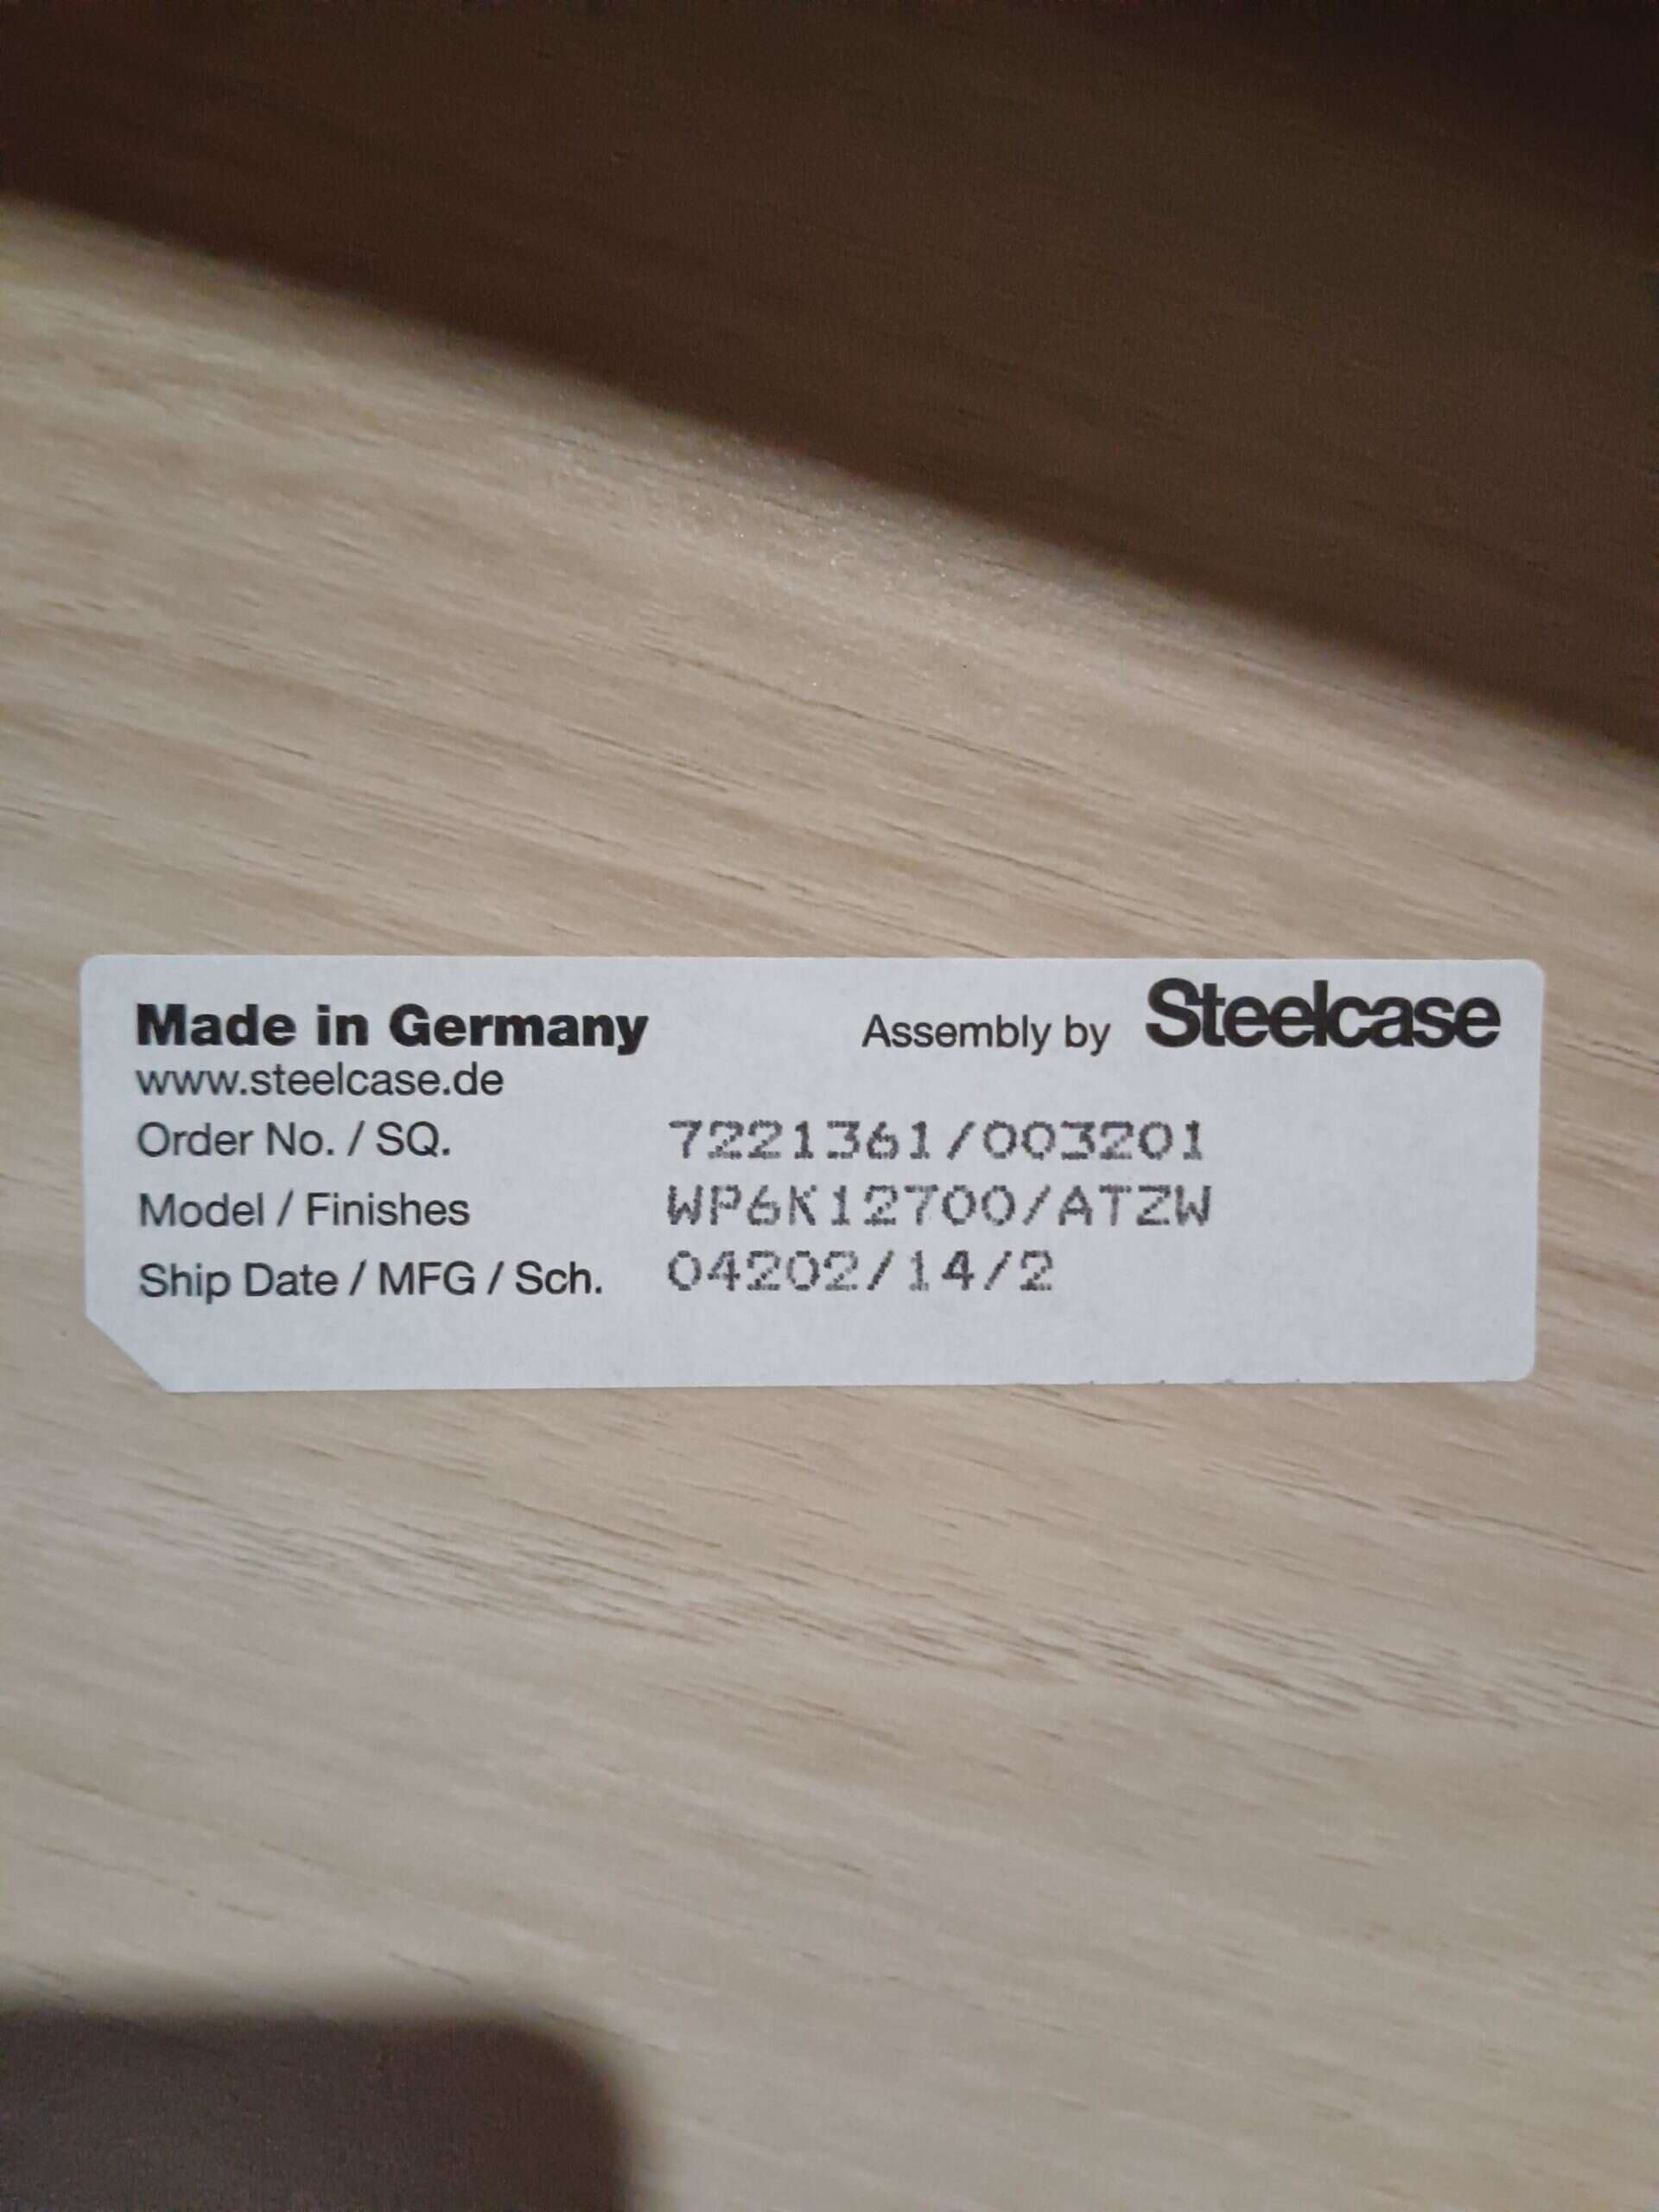 Made in Germany Assembly by Steelcase
www.steelcase.de
Order No. / SQ. 7221361/003201
Model / Finishes WP6K12700/ATZW
Ship Date / MFG / Sch. 04202/14/2